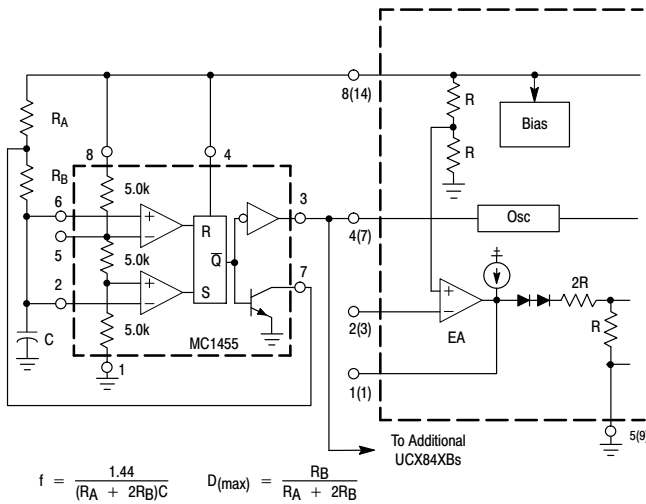 8(14)
R
Bias
R
RA
RB
8
4
6
5.0k
3
5
R
4(7)
Osc
5.0k
Q
7
2
S
2R
5.0k
2(3)
R
C
EA
MC1455
1
1(1)
5(9)
To Additional
UCX84XBs
f = 1.44 / (RA + 2RB)C
D(max) = RB / RA + 2RB
+
−
+
−
+
−